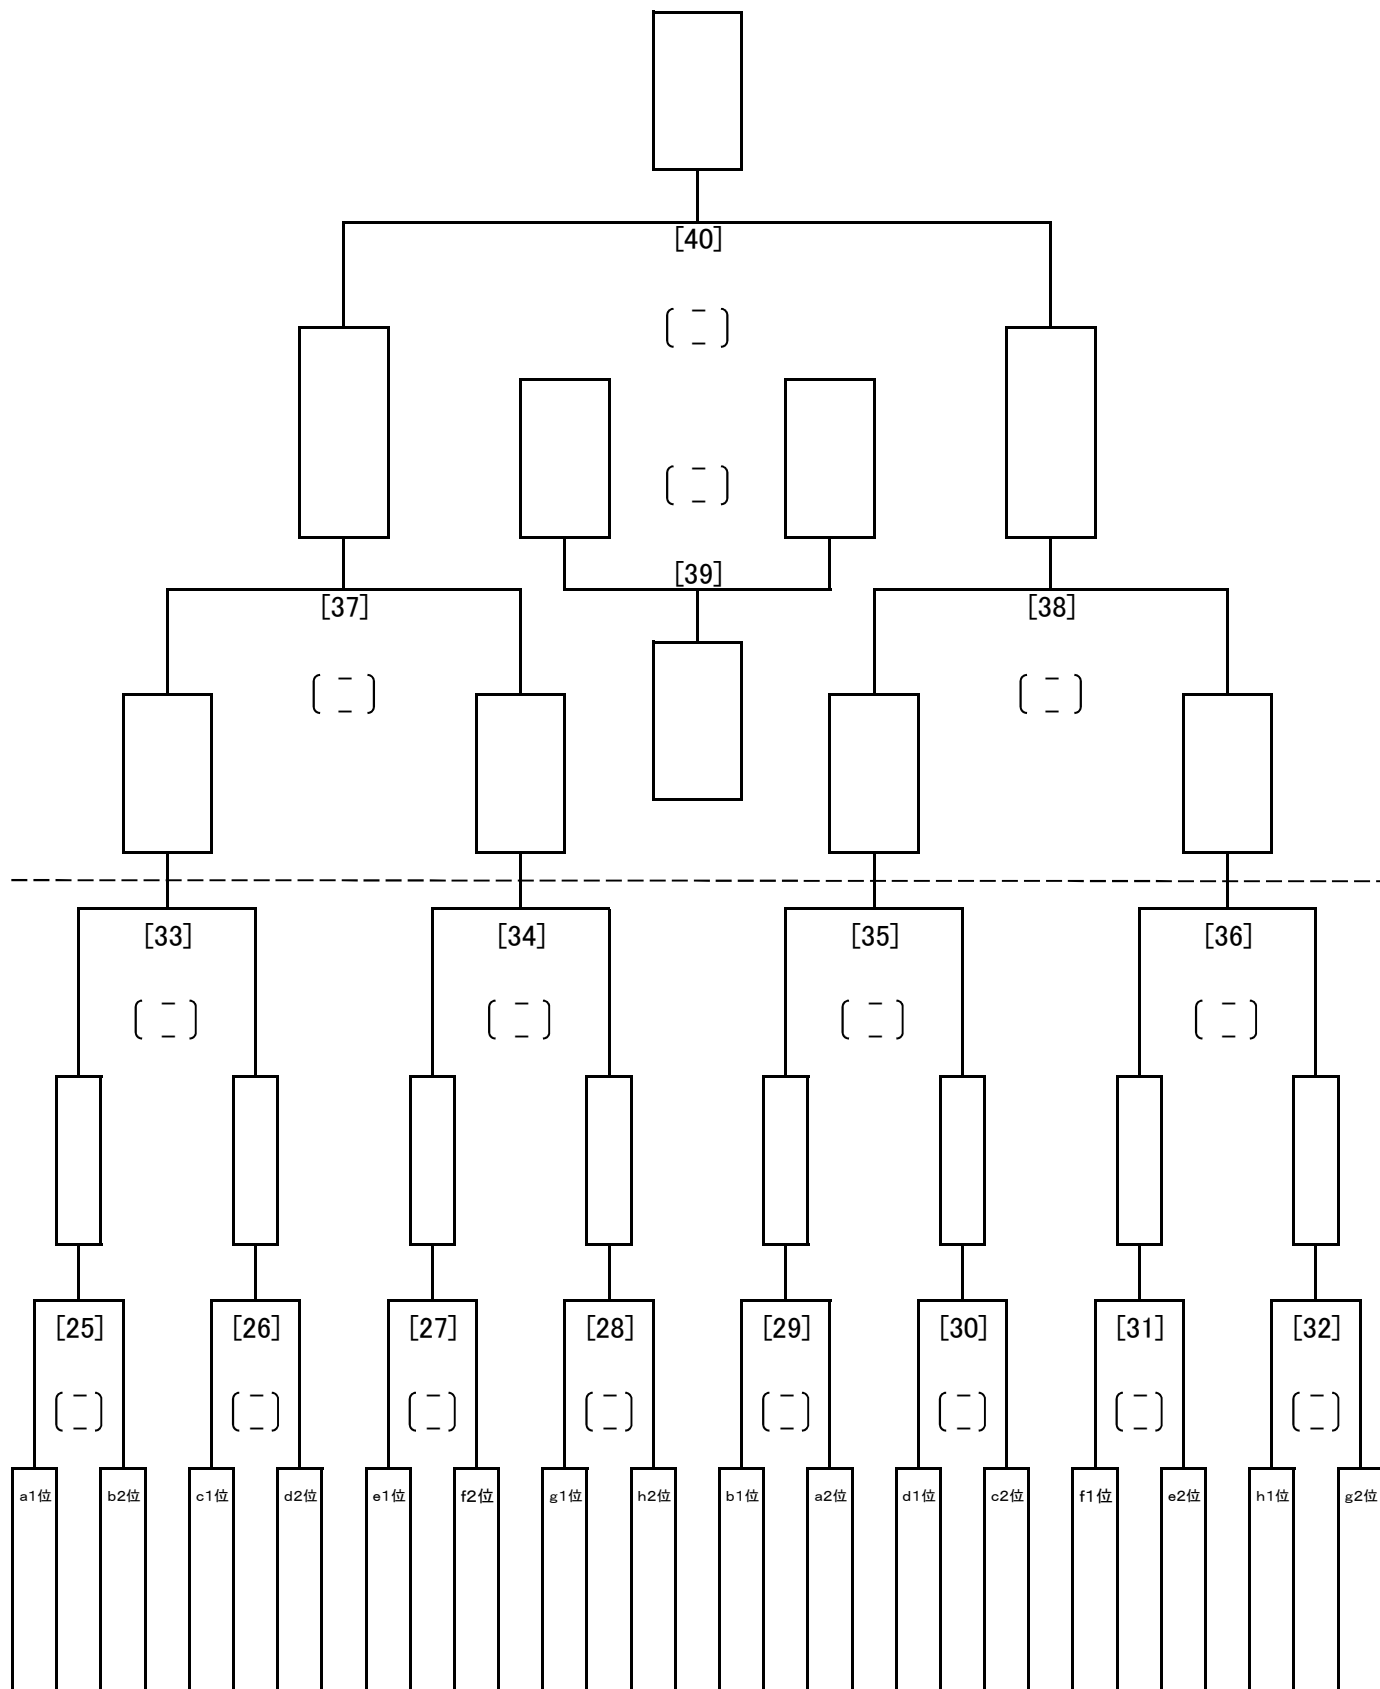 [40]
[ - - ]
[ - - ]
[39]
[37] [38]
[ - - ] [ - - ]
[33] [34] [35] [36]
[ - - ] [ - - ] [ - - ] [ - - ]
[25] [26] [27] [28] [29] [30] [31] [32]
[ - - ] [ - - ] [ - - ] [ - - ] [ - - ] [ - - ] [ - - ] [ - - ]
a1位 b2位 c1位 d2位 e1位 f2位 g1位 h2位 b1位 a2位 d1位 c2位 f1位 e2位 h1位 g2位